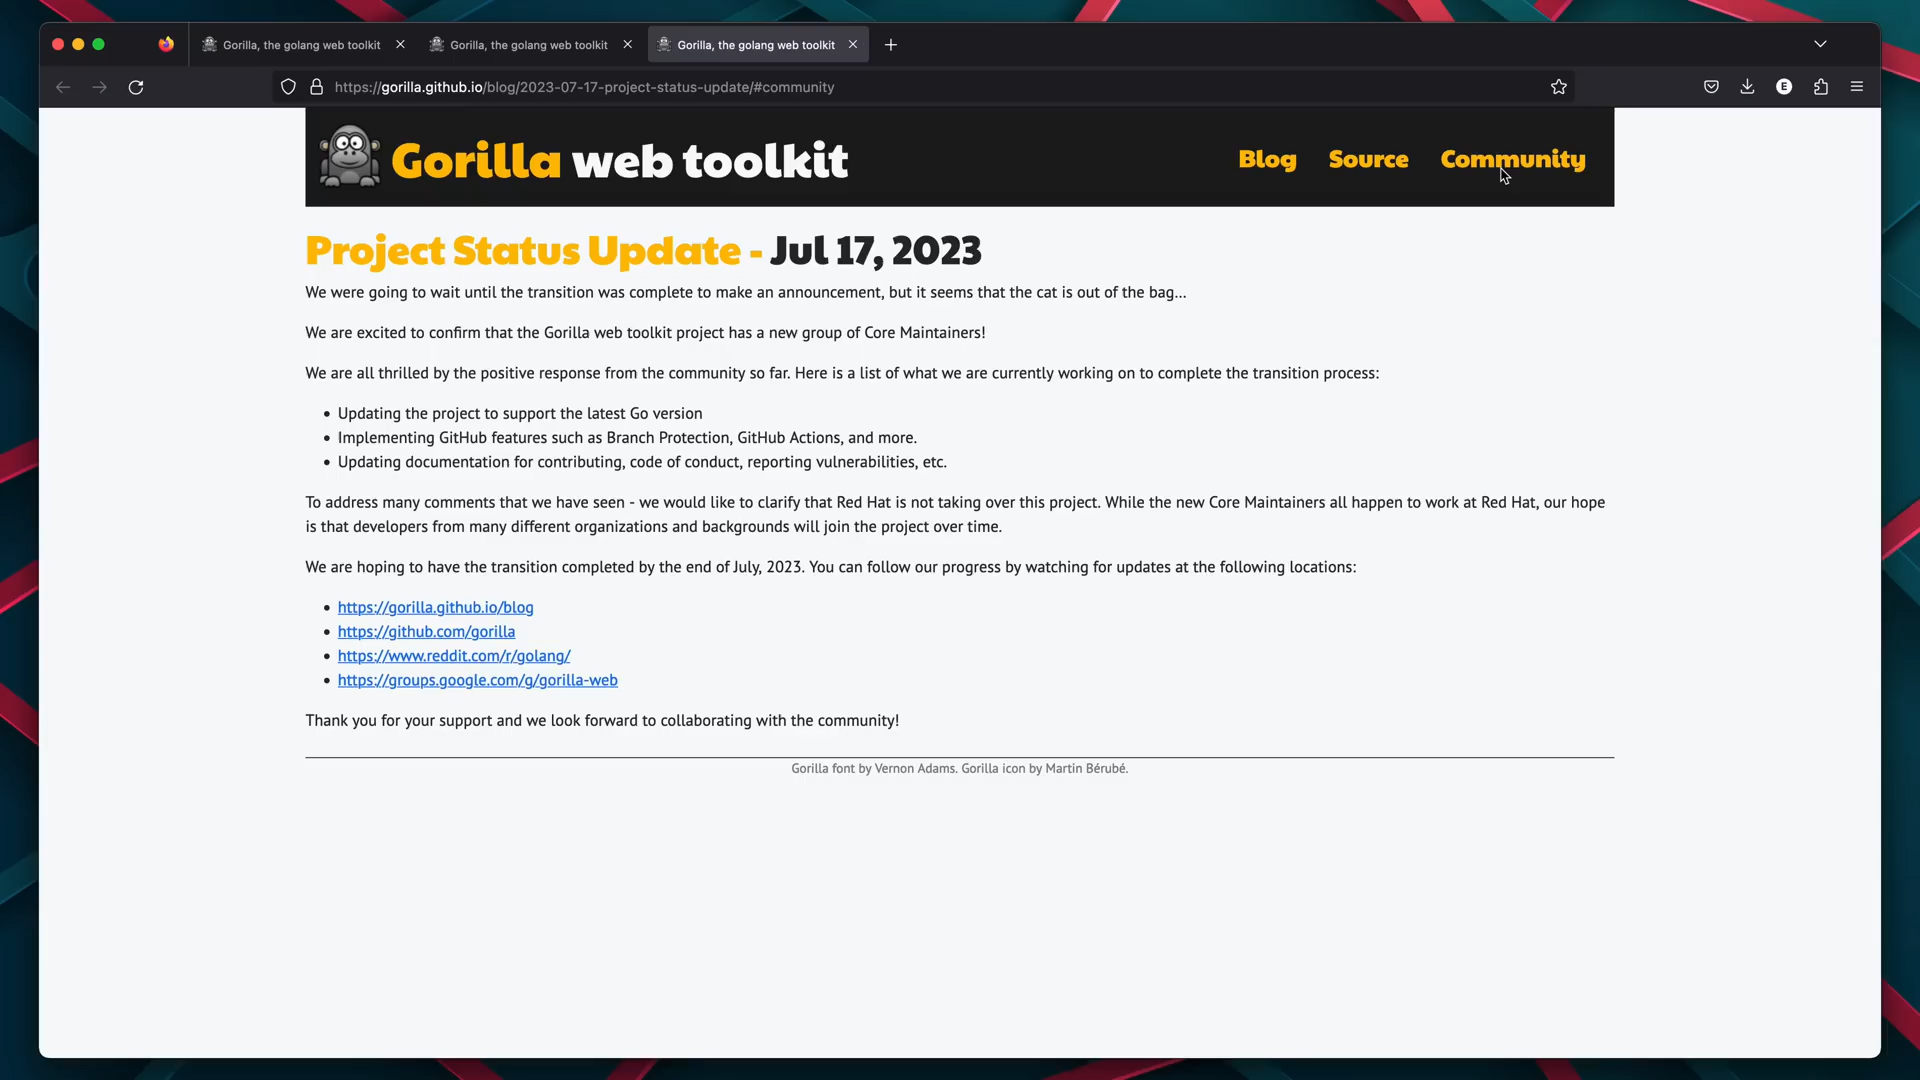 Gorilla, the golang web toolkit
Gorilla, the golang web toolkit
Gorilla, the golang web toolkit
https://gorilla.github.io/blog/2023-07-17-project-status-update/#community
E
Gorilla web toolkit
Blog
Source
Community
Project Status Update - Jul 17, 2023
We were going to wait until the transition was complete to make an announcement, but it seems that the cat is out of the bag...
We are excited to confirm that the Gorilla web toolkit project has a new group of Core Maintainers!
We are all thrilled by the positive response from the community so far. Here is a list of what we are currently working on to complete the transition process:
• Updating the project to support the latest Go version
• Implementing GitHub features such as Branch Protection, GitHub Actions, and more.
• Updating documentation for contributing, code of conduct, reporting vulnerabilities, etc.
To address many comments that we have seen - we would like to clarify that Red Hat is not taking over this project. While the new Core Maintainers all happen to work at Red Hat, our hope
is that developers from many different organizations and backgrounds will join the project over time.
We are hoping to have the transition completed by the end of July, 2023. You can follow our progress by watching for updates at the following locations:
• https://gorilla.github.io/blog
• https://github.com/gorilla
• https://www.reddit.com/r/golang/
• https://groups.google.com/g/gorilla-web
Thank you for your support and we look forward to collaborating with the community!
Gorilla font by Vernon Adams. Gorilla icon by Martin Bérubé.